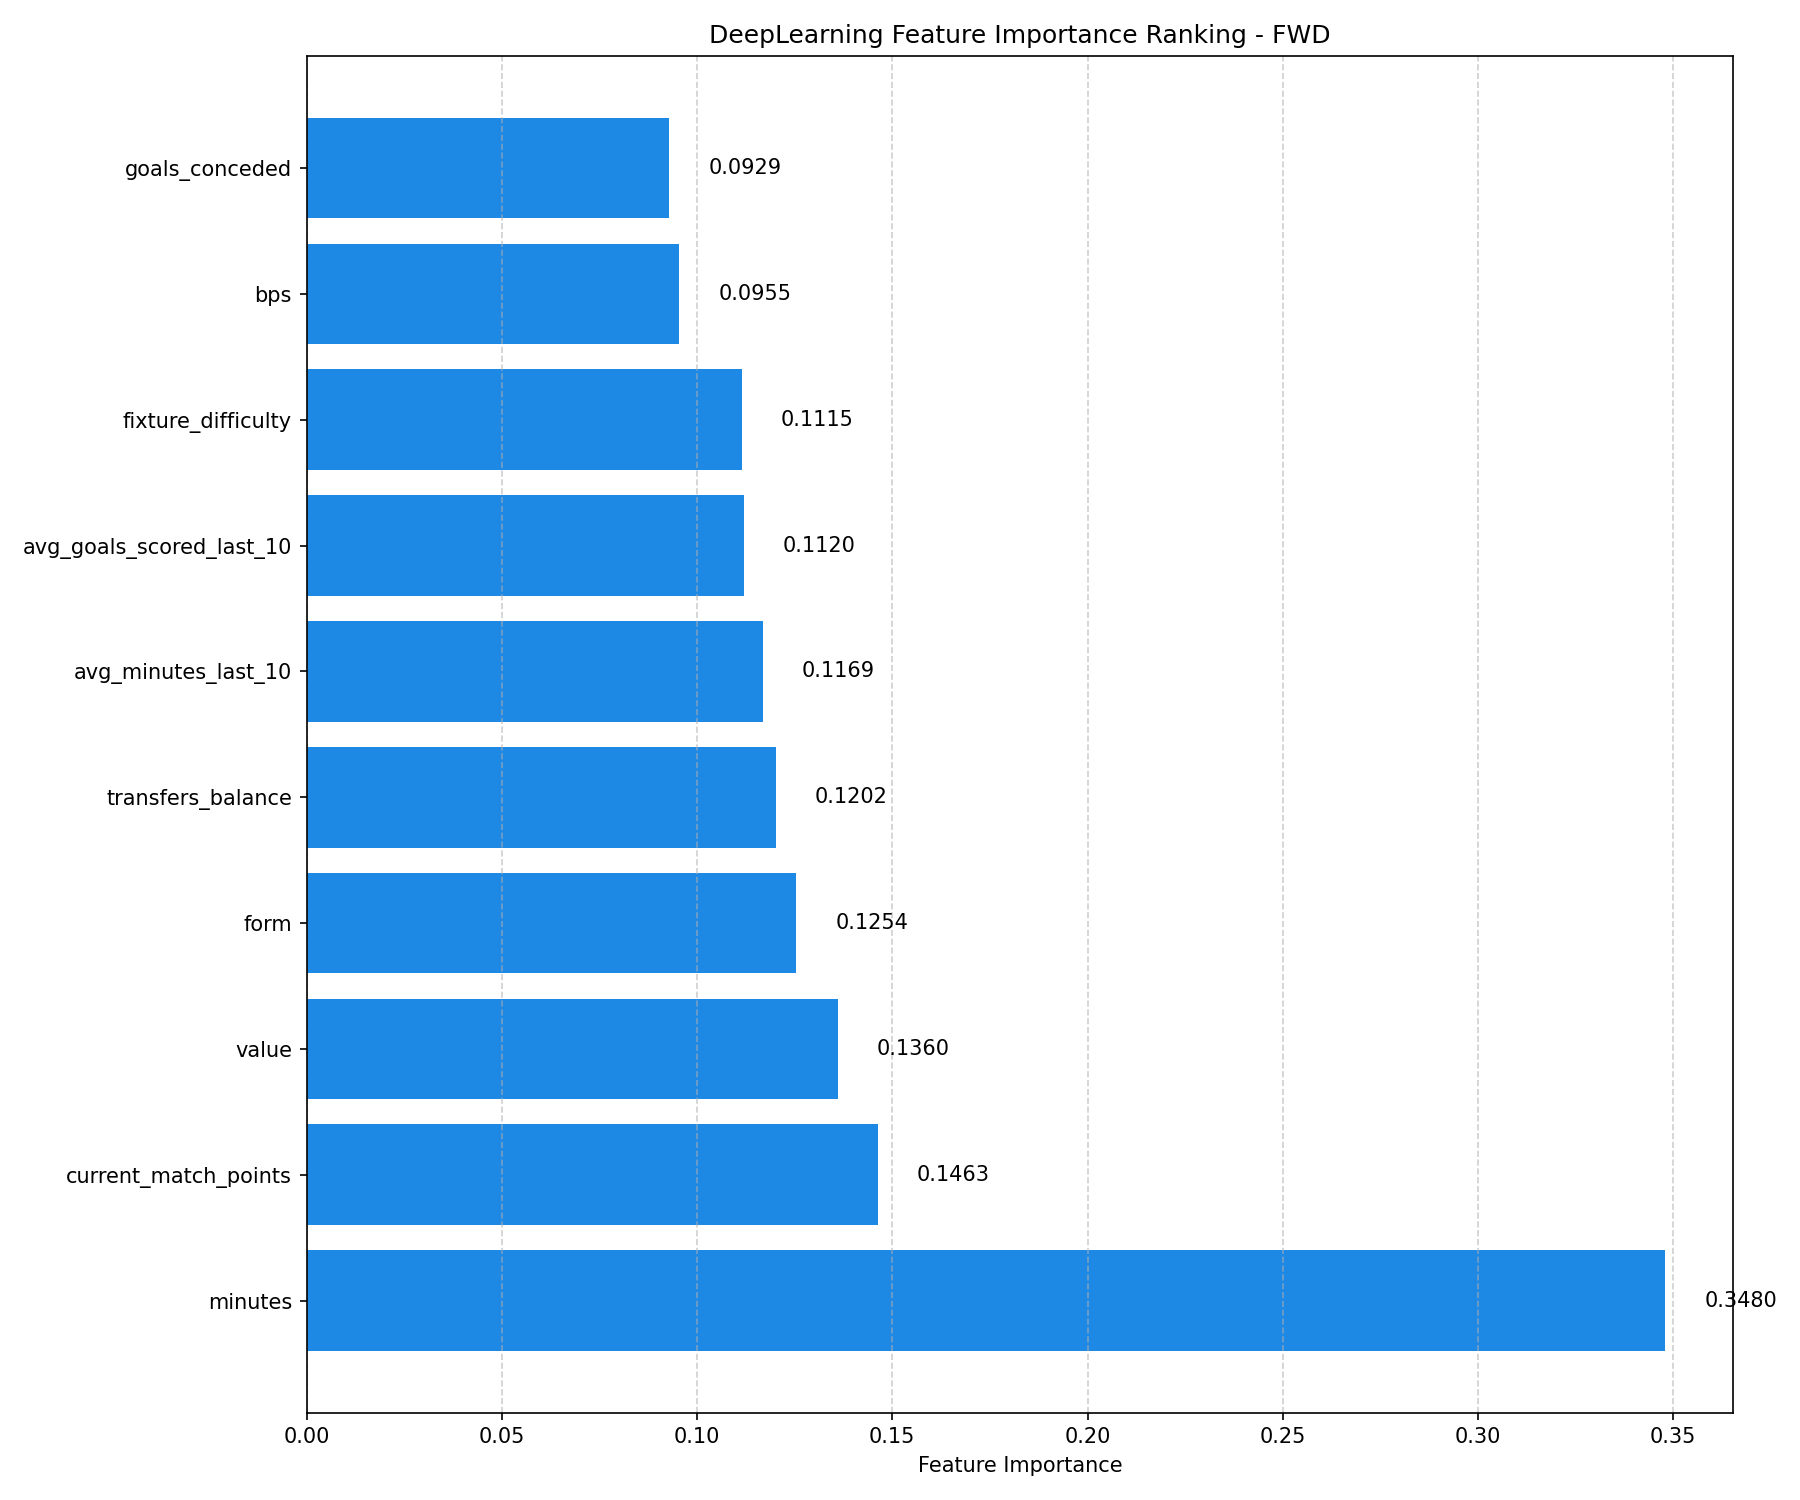 DeepLearning Feature Importance Ranking - FWD
goals_conceded 0.0929
bps 0.0955
fixture_difficulty 0.1115
avg_goals_scored_last_10 0.1120
avg_minutes_last_10 0.1169
transfers_balance 0.1202
form 0.1254
value 0.1360
current_match_points 0.1463
minutes 0.3480
0.00 0.05 0.10 0.15 0.20 0.25 0.30 0.35
Feature Importance